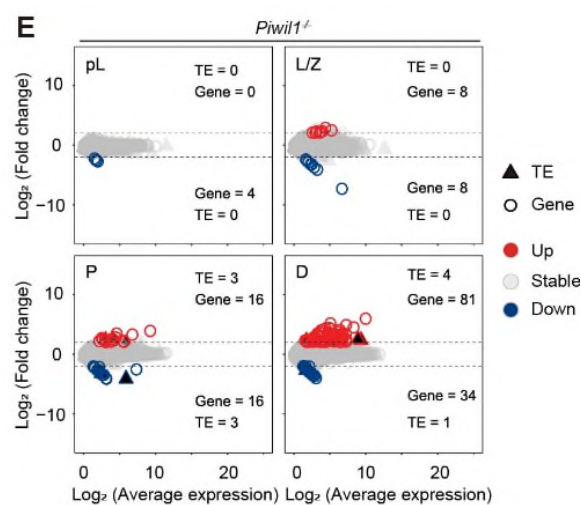 E
Piwil1-/-
pL
TE = 0
Gene = 0
Gene = 4
TE = 0
L/Z
TE = 0
Gene = 8
Gene = 8
TE = 0
P
TE = 3
Gene = 16
Gene = 16
TE = 3
D
TE = 4
Gene = 81
Gene = 34
TE = 1
10
0
−10
10
0
−10
Log₂ (Fold change)
Log₂ (Fold change)
0 10 20
0 10 20
Log₂ (Average expression)
Log₂ (Average expression)
TE
Gene
Up
Stable
Down